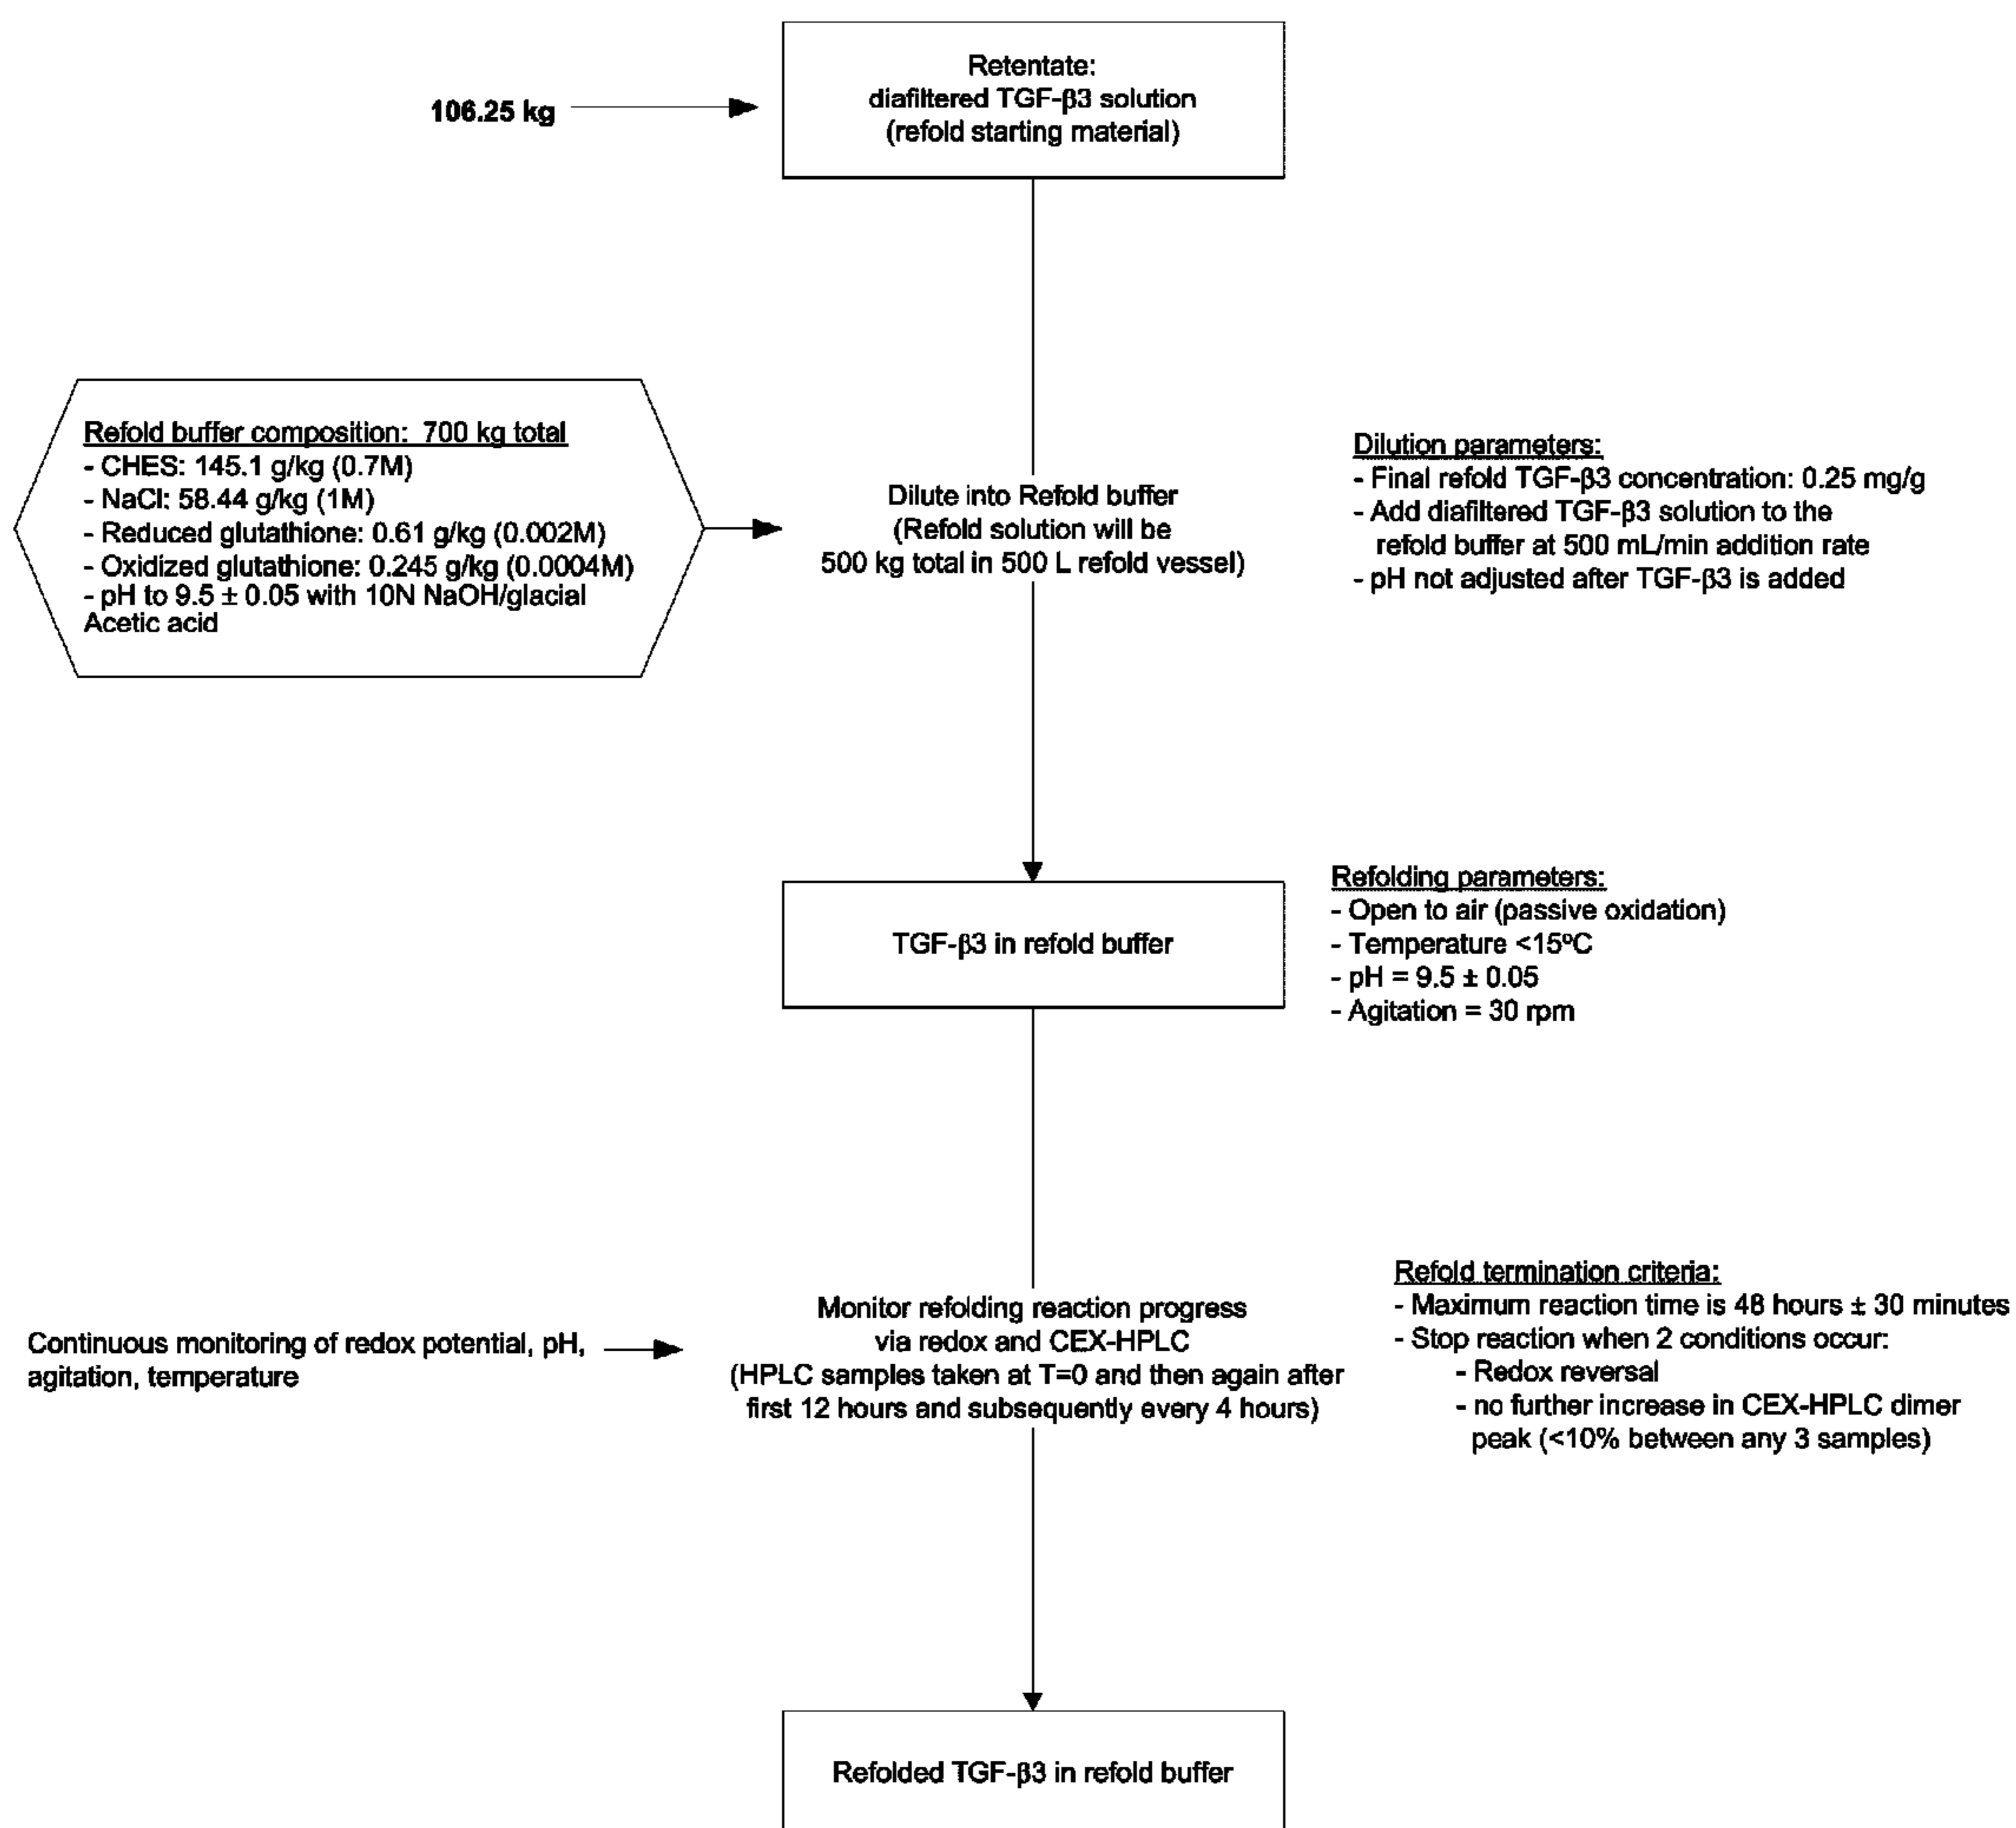 Retentate:
diafiltered TGF-β3 solution
(refold starting material)
106.25 kg
Refold buffer composition:  700 kg total
- CHES: 145.1 g/kg (0.7M)
- NaCl: 58.44 g/kg (1M)
- Reduced glutathione: 0.61 g/kg (0.002M)
- Oxidized glutathione: 0.245 g/kg (0.0004M)
- pH to 9.5 ± 0.05 with 10N NaOH/glacial
Acetic acid
Dilute into Refold buffer
(Refold solution will be
500 kg total in 500 L refold vessel)
Dilution parameters:
- Final refold TGF-β3 concentration: 0.25 mg/g
- Add diafiltered TGF-β3 solution to the
refold buffer at 500 mL/min addition rate
- pH not adjusted after TGF-β3 is added
TGF-β3 in refold buffer
Refolding parameters:
- Open to air (passive oxidation)
- Temperature <15ºC
- pH = 9.5 ± 0.05
- Agitation = 30 rpm
Continuous monitoring of redox potential, pH,
agitation, temperature
Monitor refolding reaction progress
via redox and CEX-HPLC
(HPLC samples taken at T=0 and then again after
first 12 hours and subsequently every 4 hours)
Refold termination criteria:
- Maximum reaction time is 48 hours ± 30 minutes
- Stop reaction when 2 conditions occur:
- Redox reversal
- no further increase in CEX-HPLC dimer
peak (<10% between any 3 samples)
Refolded TGF-β3 in refold buffer